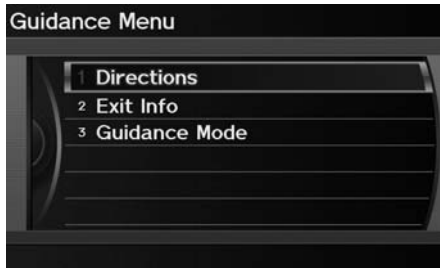 Guidance Menu
1 Directions
2 Exit Info
3 Guidance Mode